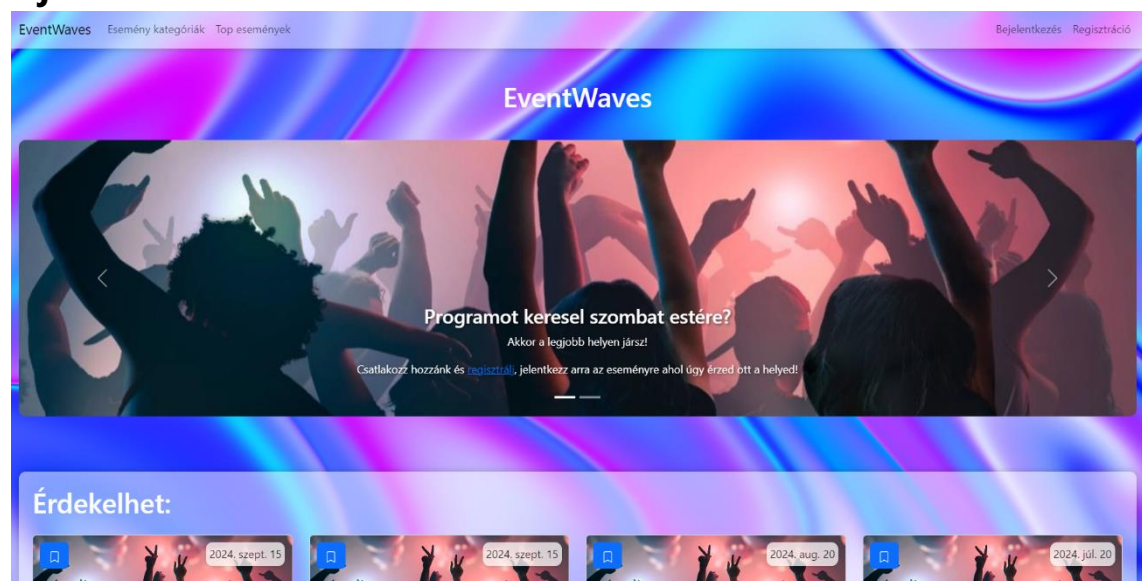 EventWaves Esemény kategóriák Top események Bejelentkezés Regisztráció
EventWaves
Programot keresel szombat estére?
Akkor a legjobb helyen jársz!
Csatlakozz hozzánk és regisztrálj, jelentkezz arra az eseményre ahol úgy érzed ott a helyed!
Érdekelhet:
2024. szept. 15 2024. szept. 15 2024. aug. 20 2024. júl. 20